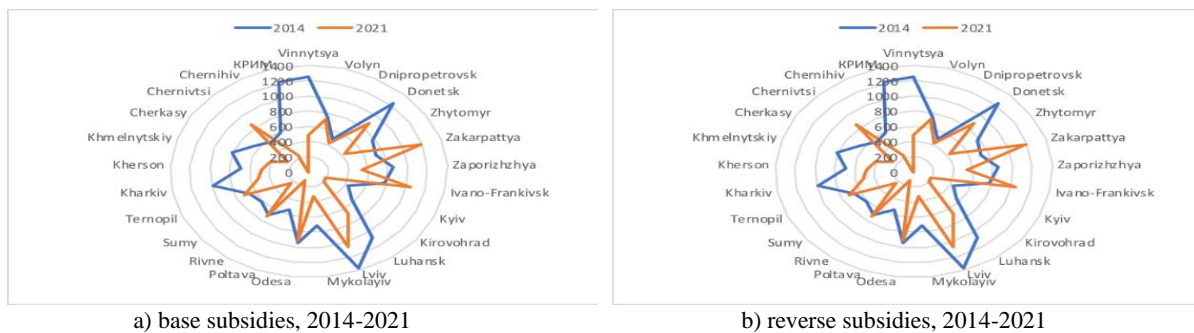 2014 2021
Vinnytsya
КРИМ 1400 Volyn
Chernihiv 1200 Dnipropetrovsk
Chernivtsi 1000 Donetsk
Cherkasy 800 Zhytomyr
600
Khmelnytskiy 400 Zakarpattya
200
Kherson 0 Zaporizhzhya
Kharkiv Ivano-Frankivsk
Ternopil Kyiv
Sumy Kirovohrad
Rivne Luhansk
Poltava Lviv
Odesa Mykolayiv
a) base subsidies, 2014-2021
2014 2021
Vinnytsya
КРИМ 1400 Volyn
Chernihiv 1200 Dnipropetrovsk
Chernivtsi 1000 Donetsk
Cherkasy 800 Zhytomyr
600
Khmelnytskiy 400 Zakarpattya
200
Kherson 0 Zaporizhzhya
Kharkiv Ivano-Frankivsk
Ternopil Kyiv
Sumy Kirovohrad
Rivne Luhansk
Poltava Lviv
Odesa Mykolayiv
b) reverse subsidies, 2014-2021